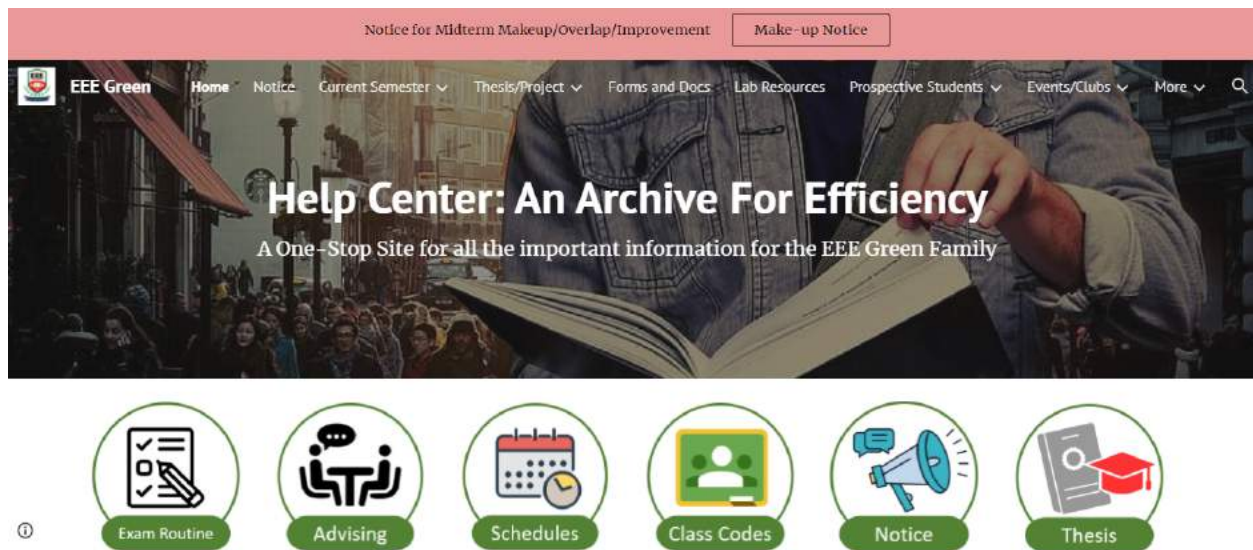 Notice for Midterm Makeup/Overlap/Improvement Make-up Notice
EEE Green Home Notice Current Semester Thesis/Project Forms and Docs Lab Resources Prospective Students Events/Clubs More
Help Center: An Archive For Efficiency
A One-Stop Site for all the important information for the EEE Green Family
Exam Routine Advising Schedules Class Codes Notice Thesis